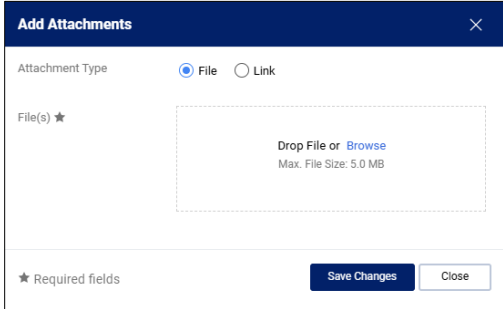 Add Attachments
Attachment Type
File Link
File(s) ★
Drop File or Browse
Max. File Size: 5.0 MB
★ Required fields
Save Changes Close